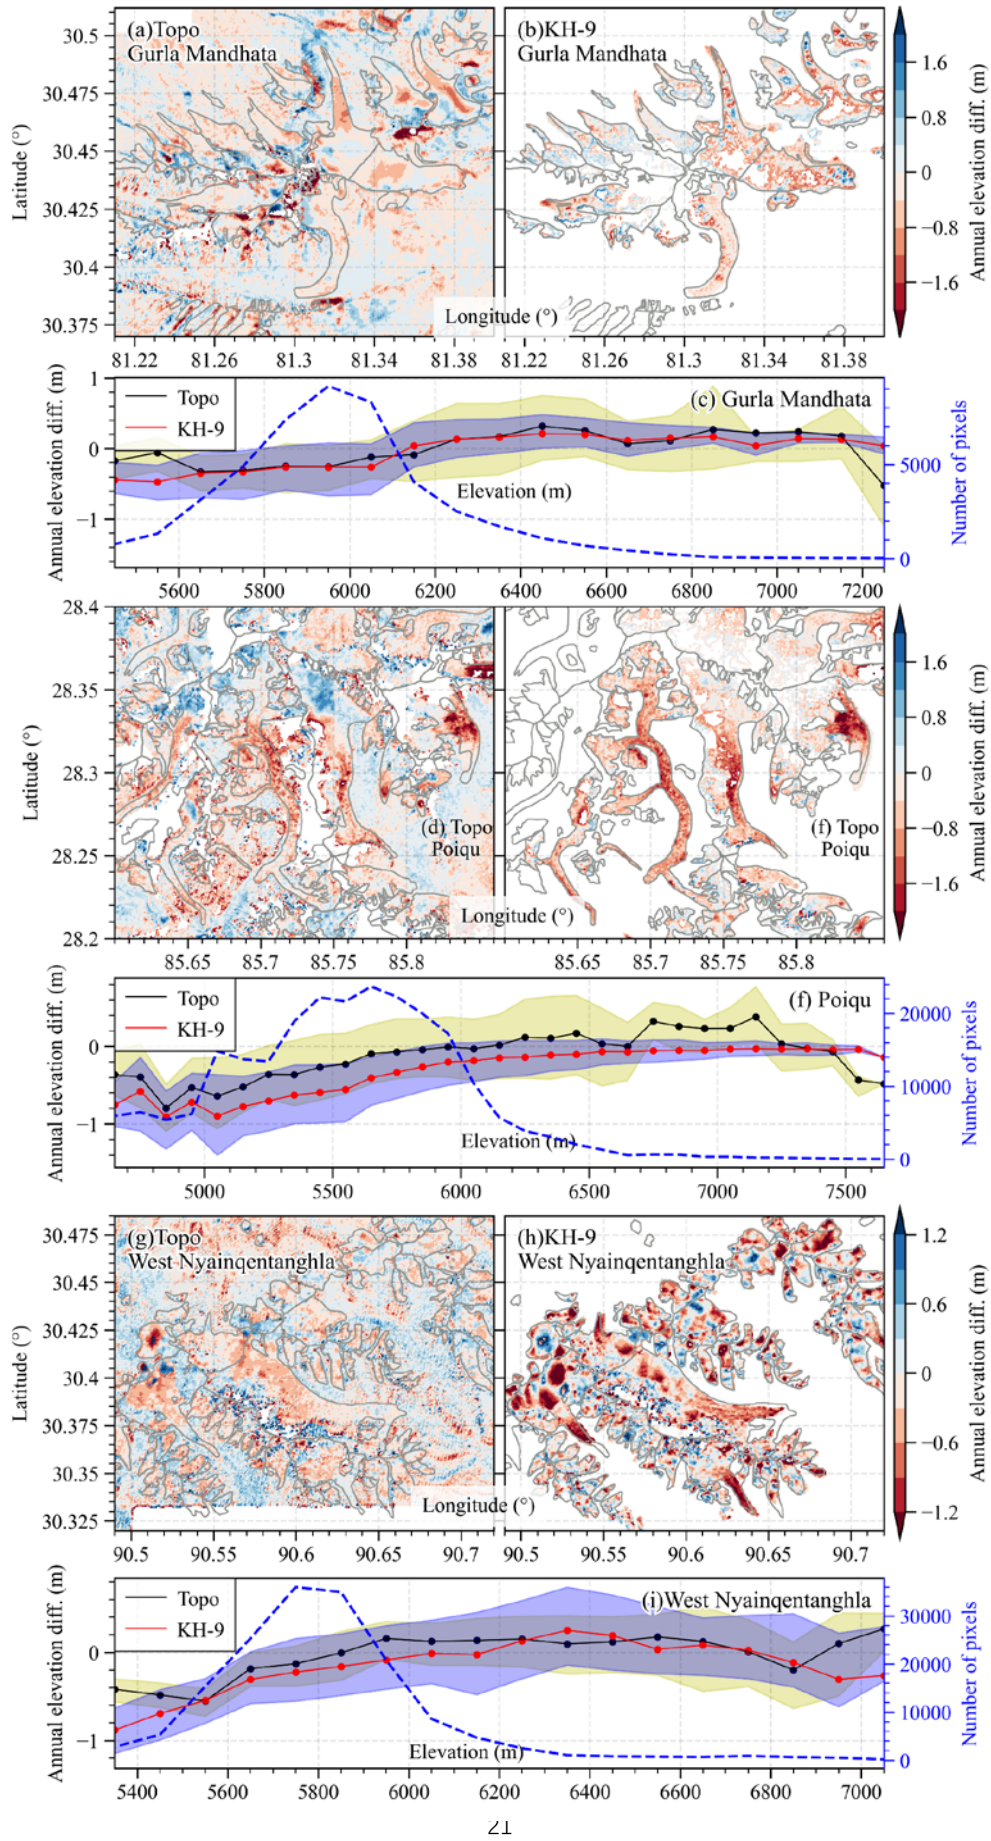 (a)Topo
Gurla Mandhata
(b)KH-9
Gurla Mandhata
30.5
30.475
30.45
30.425
30.4
30.375
Latitude (°)
Longitude (°)
81.22 81.26 81.3 81.34 81.38
81.22 81.26 81.3 81.34 81.38
1.6
0.8
0
−0.8
−1.6
Annual elevation diff. (m)
(c) Gurla Mandhata
Topo
KH-9
1
0
−1
Annual elevation diff. (m)
Elevation (m)
5000
0
Number of pixels
5600 5800 6000 6200 6400 6600 6800 7000 7200
28.4
28.35
28.3
28.25
28.2
Latitude (°)
(d) Topo
Poiqu
(f) Topo
Poiqu
Longitude (°)
85.65 85.7 85.75 85.8
85.65 85.7 85.75 85.8
1.6
0.8
0
−0.8
−1.6
Annual elevation diff. (m)
(f) Poiqu
Topo
KH-9
0
−1
Annual elevation diff. (m)
Elevation (m)
20000
10000
0
Number of pixels
5000 5500 6000 6500 7000 7500
(g)Topo
West Nyainqentanghla
(h)KH-9
West Nyainqentanghla
30.475
30.45
30.425
30.4
30.375
30.35
30.325
Latitude (°)
Longitude (°)
90.5 90.55 90.6 90.65 90.7
90.5 90.55 90.6 90.65 90.7
1.2
0.6
0
−0.6
−1.2
Annual elevation diff. (m)
(i)West Nyainqentanghla
Topo
KH-9
0
−1
Annual elevation diff. (m)
Elevation (m)
30000
20000
10000
0
Number of pixels
5400 5600 5800 6000 6200 6400 6600 6800 7000
21